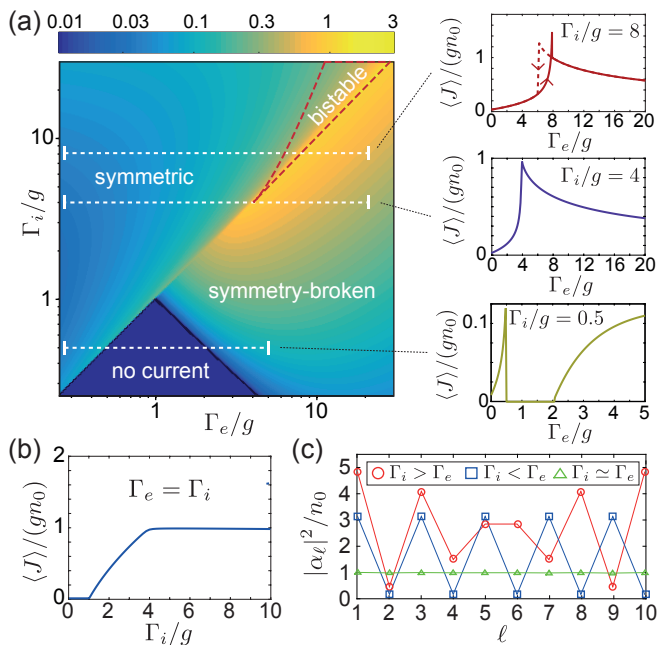 (a)
0.01 0.1 0.3 1 3
Γi/g
10
1
symmetric
bistable
symmetry-broken
no current
1 10
Γe/g
⟨J⟩/(gn0)
Γi/g = 8
1
0
0 4 8 12 16 20
Γe/g
⟨J⟩/(gn0)
Γi/g = 4
1
0
0 4 8 12 16 20
Γe/g
⟨J⟩/(gn0)
Γi/g = 0.5
0.1
0
0 1 2 3 4 5
Γe/g
(b)
⟨J⟩/(gn0)
Γe = Γi
2
1
0
0 2 4 6 8 10
Γi/g
(c)
|αℓ|²/n0
Γi > Γe Γi < Γe Γi ≃ Γe
5
4
3
2
1
0
1 2 3 4 5 6 7 8 9 10
ℓ